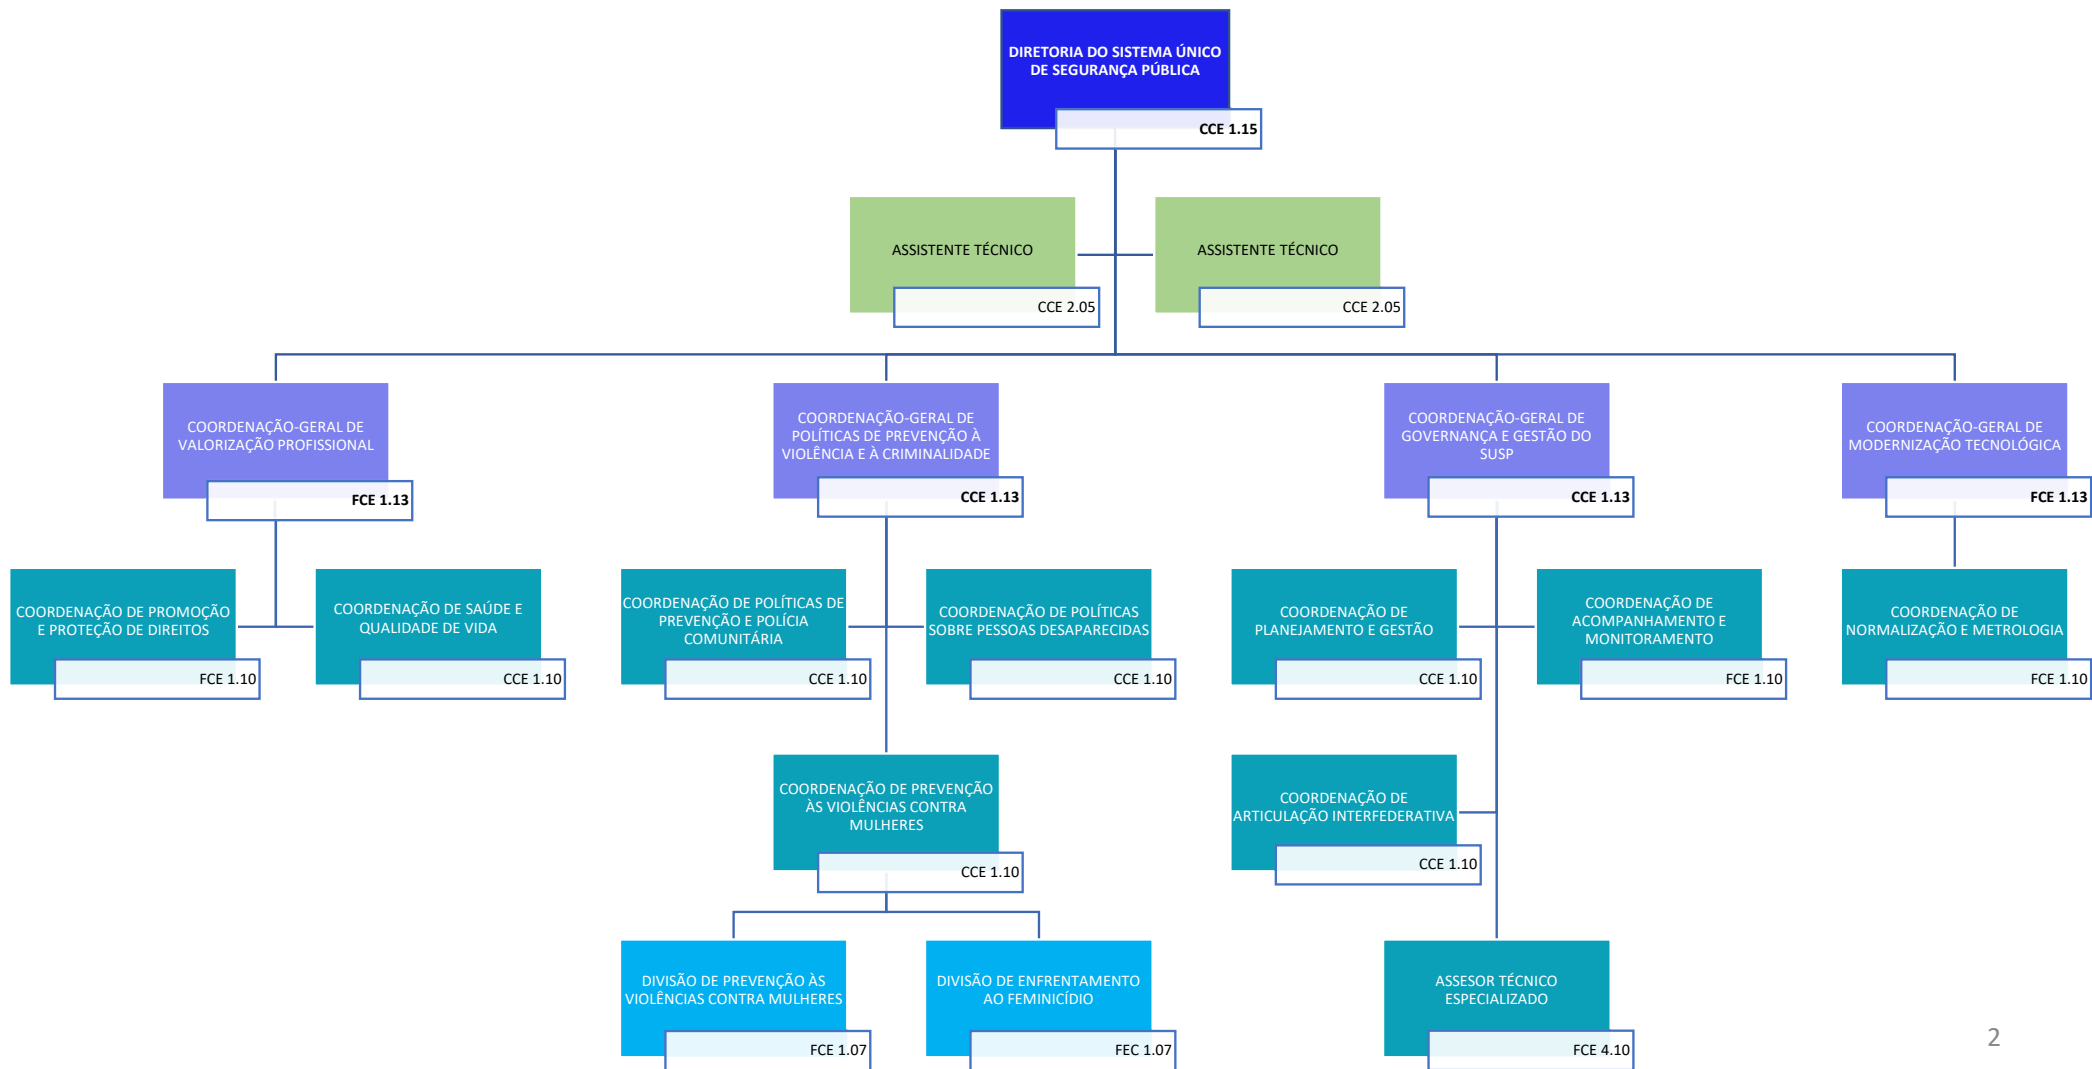 DIRETORIA DO SISTEMA ÚNICO
DE SEGURANÇA PÚBLICA
CCE 1.15
ASSISTENTE TÉCNICO
CCE 2.05
ASSISTENTE TÉCNICO
CCE 2.05
COORDENAÇÃO-GERAL DE
VALORIZAÇÃO PROFISSIONAL
FCE 1.13
COORDENAÇÃO-GERAL DE
POLÍTICAS DE PREVENÇÃO À
VIOLÊNCIA E À CRIMINALIDADE
CCE 1.13
COORDENAÇÃO-GERAL DE
GOVERNANÇA E GESTÃO DO
SUSP
CCE 1.13
COORDENAÇÃO-GERAL DE
MODERNIZAÇÃO TECNOLÓGICA
FCE 1.13
COORDENAÇÃO DE PROMOÇÃO
E PROTEÇÃO DE DIREITOS
FCE 1.10
COORDENAÇÃO DE SAÚDE E
QUALIDADE DE VIDA
CCE 1.10
COORDENAÇÃO DE POLÍTICAS DE
PREVENÇÃO E POLÍCIA
COMUNITÁRIA
CCE 1.10
COORDENAÇÃO DE POLÍTICAS
SOBRE PESSOAS DESAPARECIDAS
CCE 1.10
COORDENAÇÃO DE
PLANEJAMENTO E GESTÃO
CCE 1.10
COORDENAÇÃO DE
ACOMPANHAMENTO E
MONITORAMENTO
FCE 1.10
COORDENAÇÃO DE
NORMALIZAÇÃO E METROLOGIA
FCE 1.10
COORDENAÇÃO DE PREVENÇÃO
ÀS VIOLÊNCIAS CONTRA
MULHERES
CCE 1.10
COORDENAÇÃO DE
ARTICULAÇÃO INTERFEDERATIVA
CCE 1.10
DIVISÃO DE PREVENÇÃO ÀS
VIOLÊNCIAS CONTRA MULHERES
FCE 1.07
DIVISÃO DE ENFRENTAMENTO
AO FEMINICÍDIO
FEC 1.07
ASSESOR TÉCNICO
ESPECIALIZADO
FCE 4.10
2